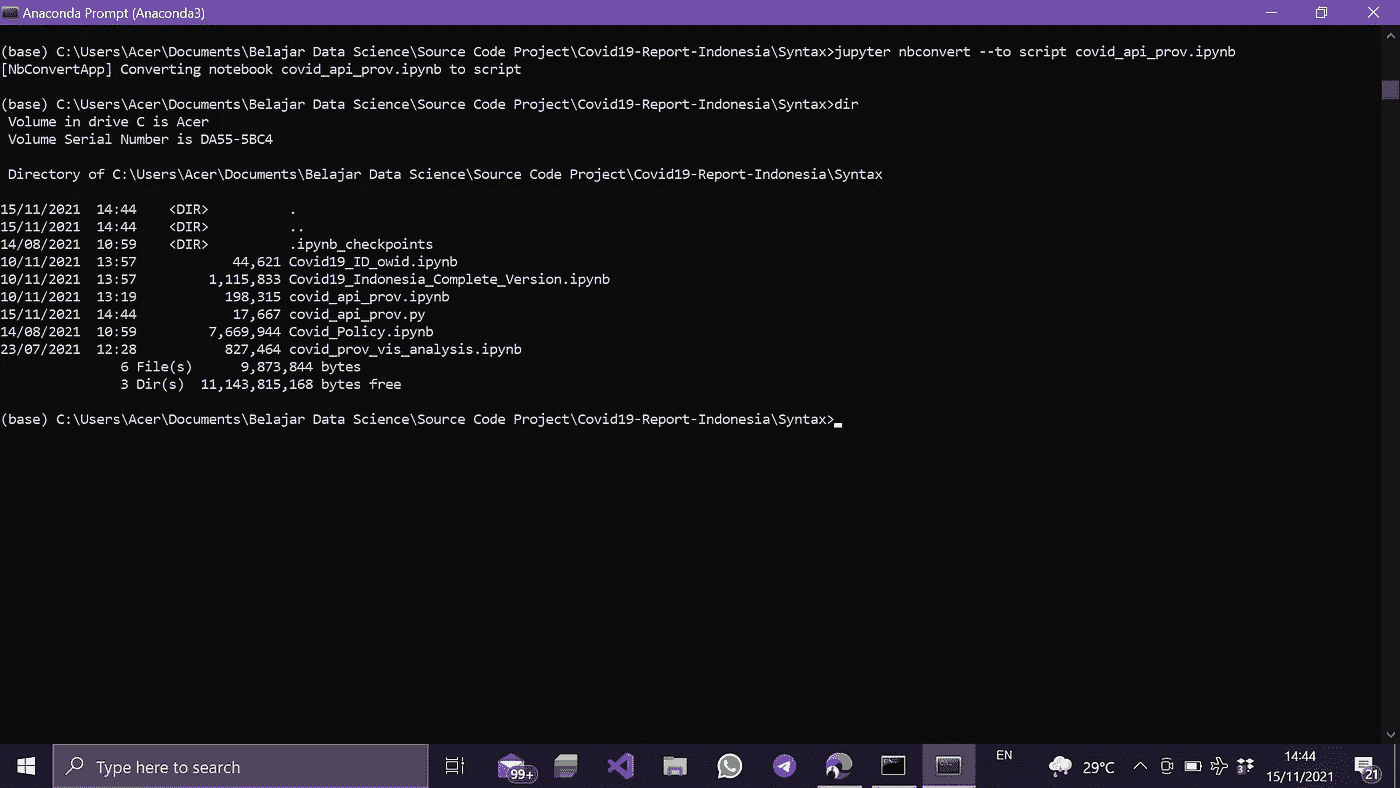 Anaconda Prompt (Anaconda3)
(base) C:\Users\Acer\Documents\Belajar Data Science\Source Code Project\Covid19-Report-Indonesia\Syntax>jupyter nbconvert --to script covid_api_prov.ipynb
[NbConvertApp] Converting notebook covid_api_prov.ipynb to script
(base) C:\Users\Acer\Documents\Belajar Data Science\Source Code Project\Covid19-Report-Indonesia\Syntax>dir
Volume in drive C is Acer
Volume Serial Number is DA55-5BC4
Directory of C:\Users\Acer\Documents\Belajar Data Science\Source Code Project\Covid19-Report-Indonesia\Syntax
15/11/2021  14:44    <DIR>          .
15/11/2021  14:44    <DIR>          ..
14/08/2021  10:59    <DIR>          .ipynb_checkpoints
10/11/2021  13:57            44,621 Covid19_ID_owid.ipynb
10/11/2021  13:57         1,115,833 Covid19_Indonesia_Complete_Version.ipynb
10/11/2021  13:19           198,315 covid_api_prov.ipynb
15/11/2021  14:44            17,667 covid_api_prov.py
14/08/2021  10:59         7,669,944 Covid_Policy.ipynb
23/07/2021  12:28           827,464 covid_prov_vis_analysis.ipynb
6 File(s)      9,873,844 bytes
3 Dir(s)  11,143,815,168 bytes free
(base) C:\Users\Acer\Documents\Belajar Data Science\Source Code Project\Covid19-Report-Indonesia\Syntax>
Type here to search
99+
EN
29°C
3
14:44
15/11/2021
21